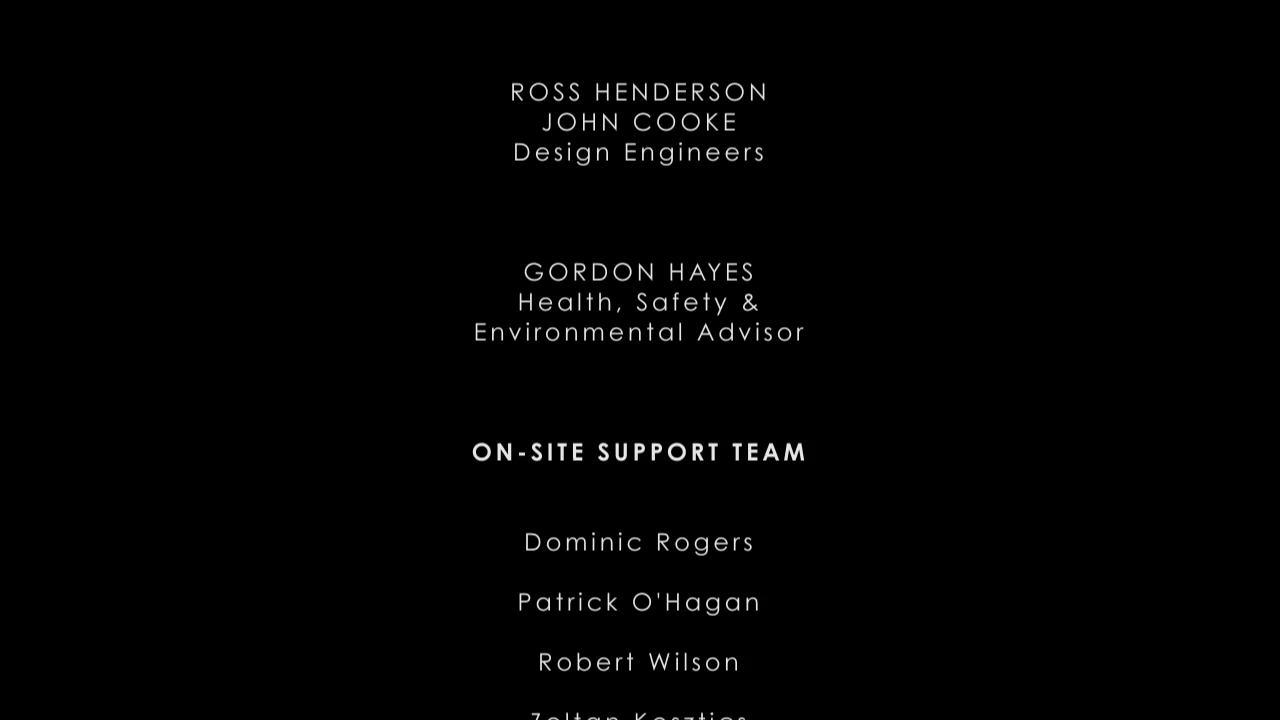 ROSS HENDERSON
JOHN COOKE
Design Engineers
GORDON HAYES
Health, Safety &
Environmental Advisor
ON-SITE SUPPORT TEAM
Dominic Rogers
Patrick O'Hagan
Robert Wilson
Zoltan